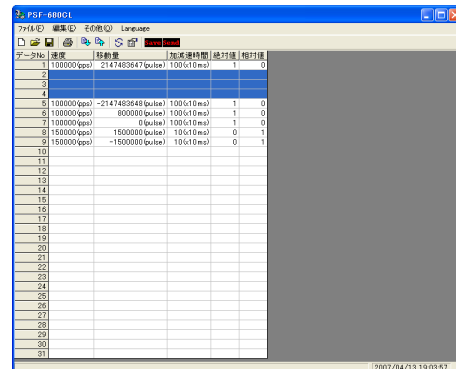 PSF-600CL
ファイル(F) 編集(E) その他(O) Language
Save Send
データNo 速度 移動量 加減速時間 絶対値 相対値
1 100000(pps) 2147483647(pulse) 100(x10ms) 1 0
2
3
4
5 100000(pps) -2147483648(pulse) 100(x10ms) 1 0
6 100000(pps) 800000(pulse) 100(x10ms) 1 0
7 100000(pps) 0(pulse) 100(x10ms) 1 0
8 150000(pps) 1500000(pulse) 10(x10ms) 0 1
9 150000(pps) -1500000(pulse) 10(x10ms) 0 1
10
11
12
13
14
15
16
17
18
19
20
21
22
23
24
25
26
27
28
29
30
31
2007/04/13 19:03:57